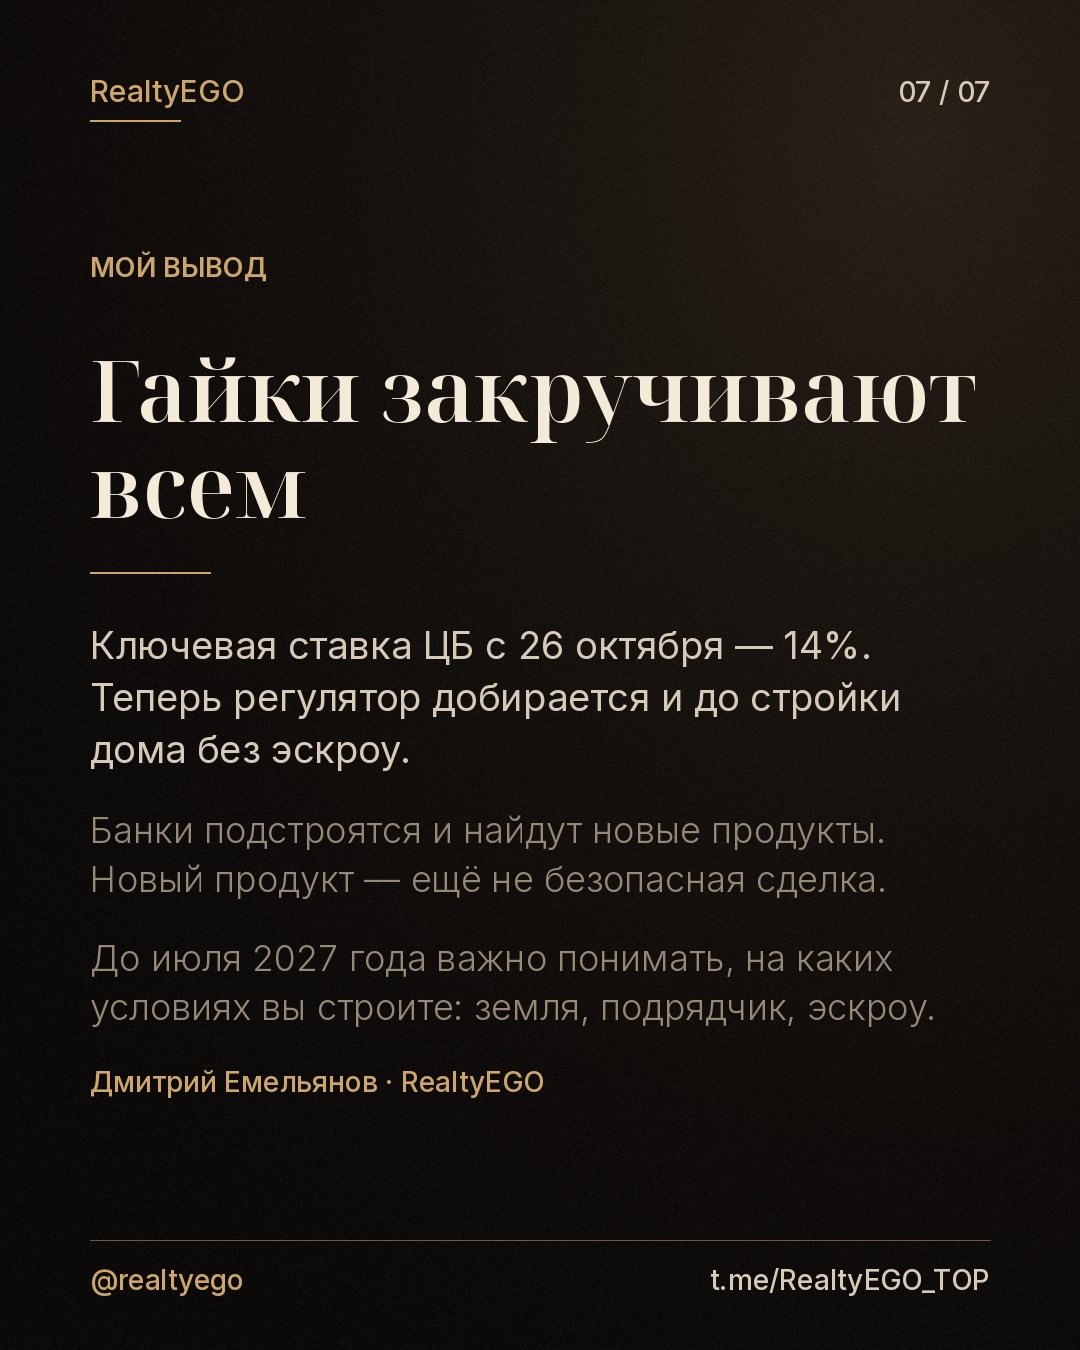 RealtyEGO
07 / 07
МОЙ ВЫВОД
Гайки закручивают
всем
Ключевая ставка ЦБ с 26 октября — 14%.
Теперь регулятор добирается и до стройки
дома без эскроу.
Банки подстроятся и найдут новые продукты.
Новый продукт — ещё не безопасная сделка.
До июля 2027 года важно понимать, на каких
условиях вы строите: земля, подрядчик, эскроу.
Дмитрий Емельянов · RealtyEGO
@realtyego
t.me/RealtyEGO_TOP